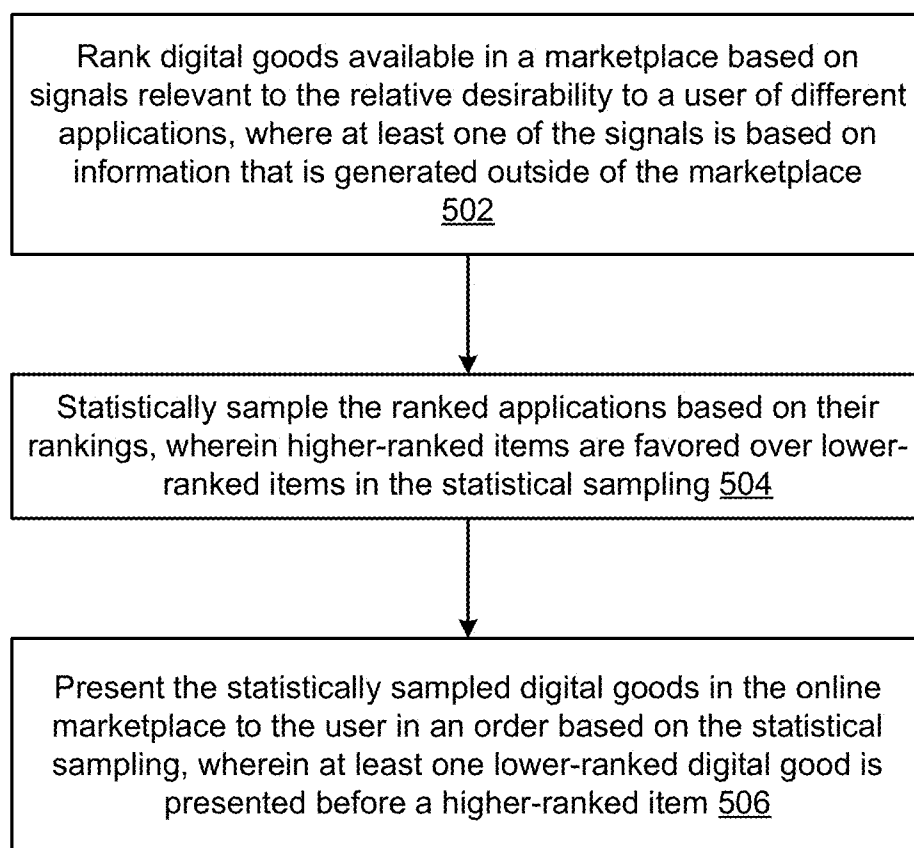 Rank digital goods available in a marketplace based on
signals relevant to the relative desirability to a user of different
applications, where at least one of the signals is based on
information that is generated outside of the marketplace
502
Statistically sample the ranked applications based on their
rankings, wherein higher-ranked items are favored over lower-
ranked items in the statistical sampling 504
Present the statistically sampled digital goods in the online
marketplace to the user in an order based on the statistical
sampling, wherein at least one lower-ranked digital good is
presented before a higher-ranked item 506